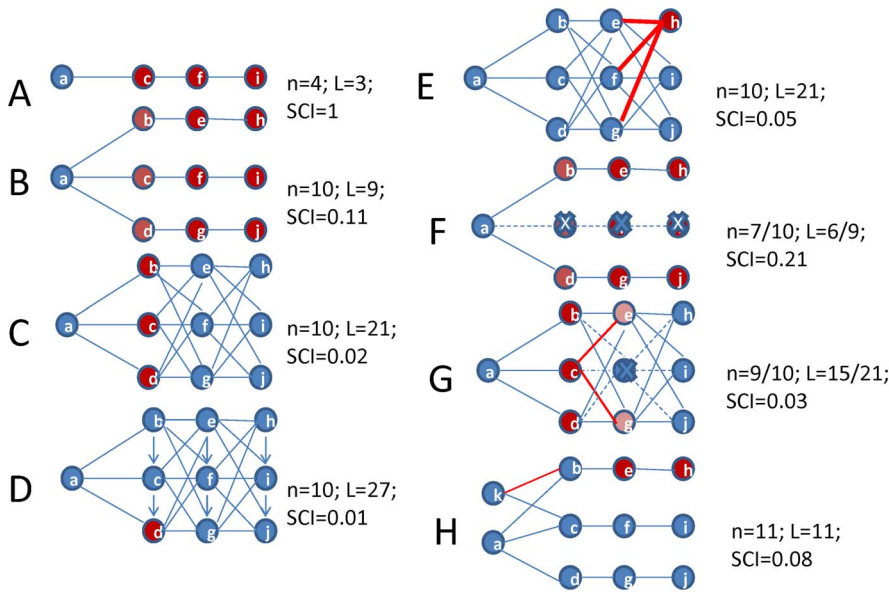 A
a c f i
n=4; L=3;
SCI=1
B
b e h
a c f i
d g j
n=10; L=9;
SCI=0.11
C
b e h
a c f i
d g j
n=10; L=21;
SCI=0.02
D
b e h
a c f i
d g j
n=10; L=27;
SCI=0.01
E
b e h
a c f i
d g j
n=10; L=21;
SCI=0.05
F
b e h
a X X
d g j
n=7/10; L=6/9;
SCI=0.21
G
b e h
a c i
d g j
n=9/10; L=15/21;
SCI=0.03
H
b e h
k
c f i
a
d g j
n=11; L=11;
SCI=0.08